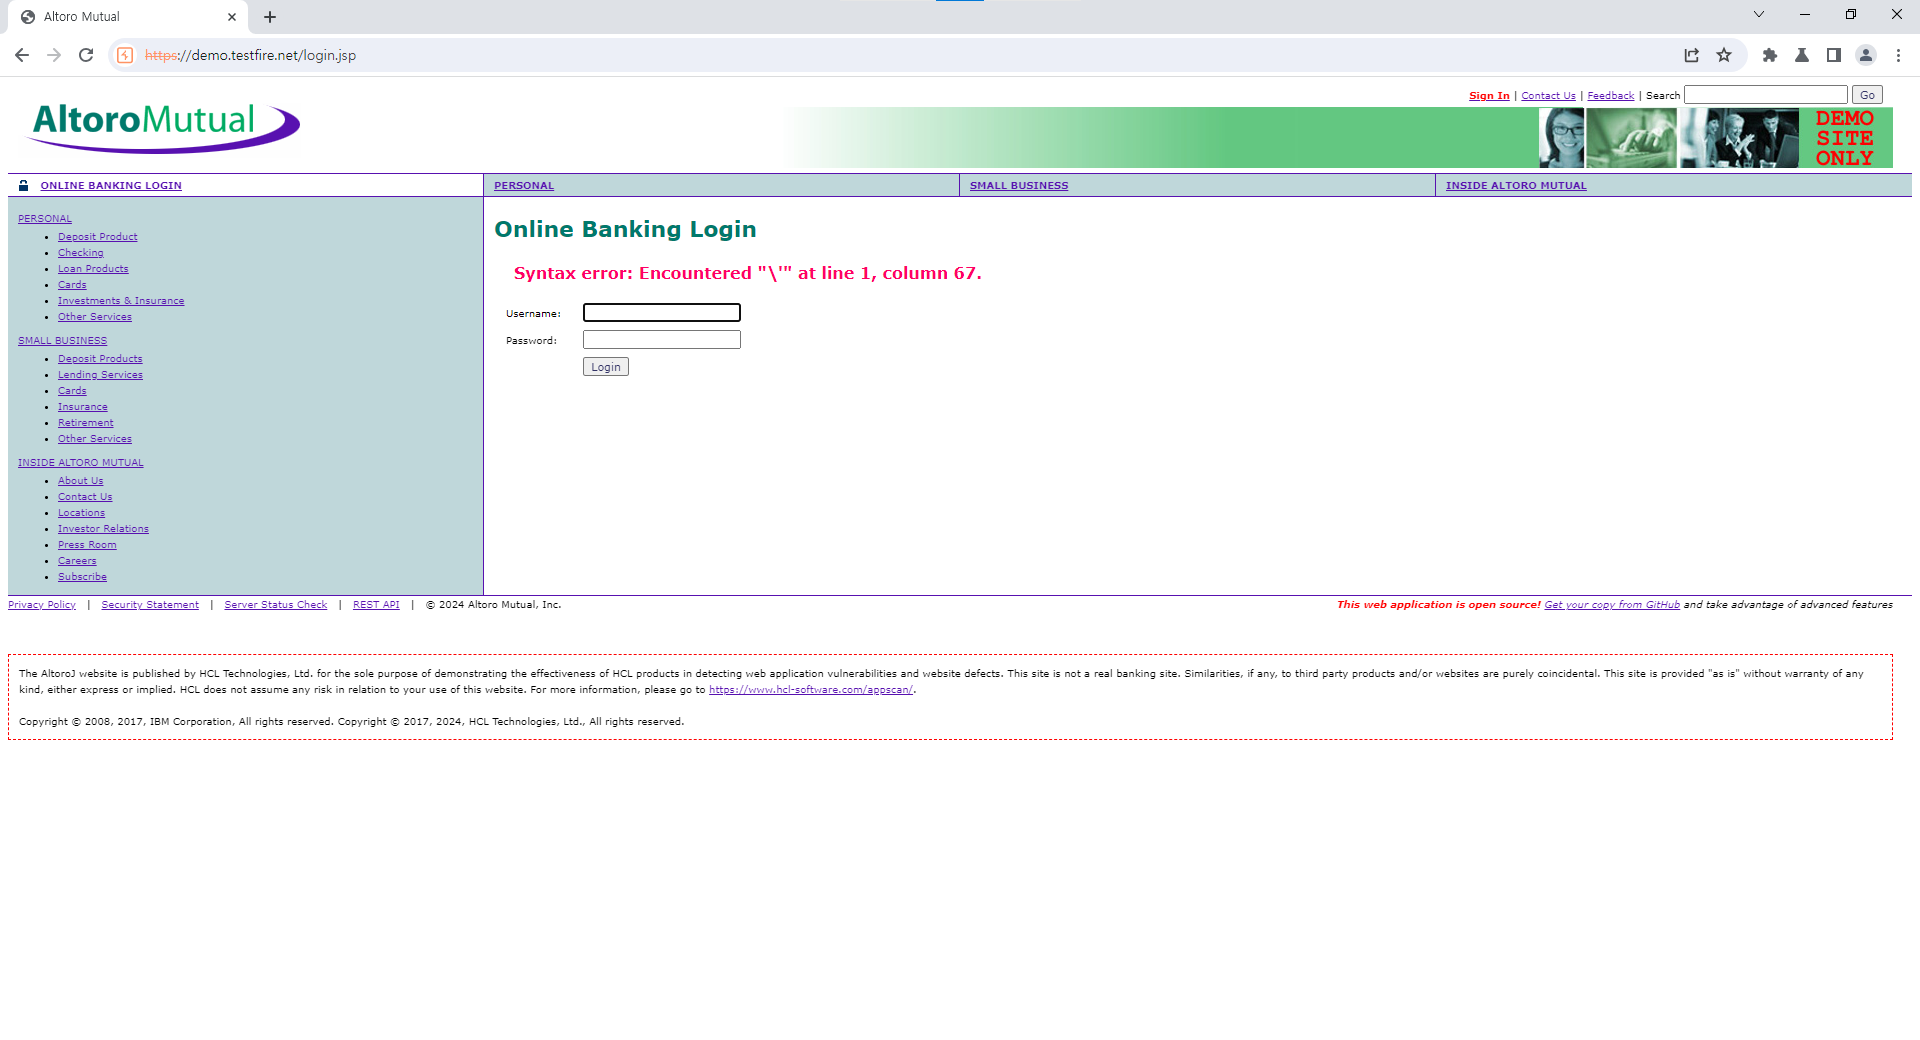 Altoro Mutual
https://demo.testfire.net/login.jsp
Sign In | Contact Us | Feedback | Search Go
AltoroMutual
DEMO
SITE
ONLY
ONLINE BANKING LOGIN PERSONAL SMALL BUSINESS INSIDE ALTORO MUTUAL
PERSONAL
Deposit Product
Checking
Loan Products
Cards
Investments & Insurance
Other Services
SMALL BUSINESS
Deposit Products
Lending Services
Cards
Insurance
Retirement
Other Services
INSIDE ALTORO MUTUAL
About Us
Contact Us
Locations
Investor Relations
Press Room
Careers
Subscribe
Online Banking Login
Syntax error: Encountered "\'" at line 1, column 67.
Username:
Password:
Login
Privacy Policy | Security Statement | Server Status Check | REST API | © 2024 Altoro Mutual, Inc.
This web application is open source! Get your copy from GitHub and take advantage of advanced features
The AltoroJ website is published by HCL Technologies, Ltd. for the sole purpose of demonstrating the effectiveness of HCL products in detecting web application vulnerabilities and website defects. This site is not a real banking site. Similarities, if any, to third party products and/or websites are purely coincidental. This site is provided "as is" without warranty of any
kind, either express or implied. HCL does not assume any risk in relation to your use of this website. For more information, please go to https://www.hcl-software.com/appscan/.
Copyright © 2008, 2017, IBM Corporation, All rights reserved. Copyright © 2017, 2024, HCL Technologies, Ltd., All rights reserved.